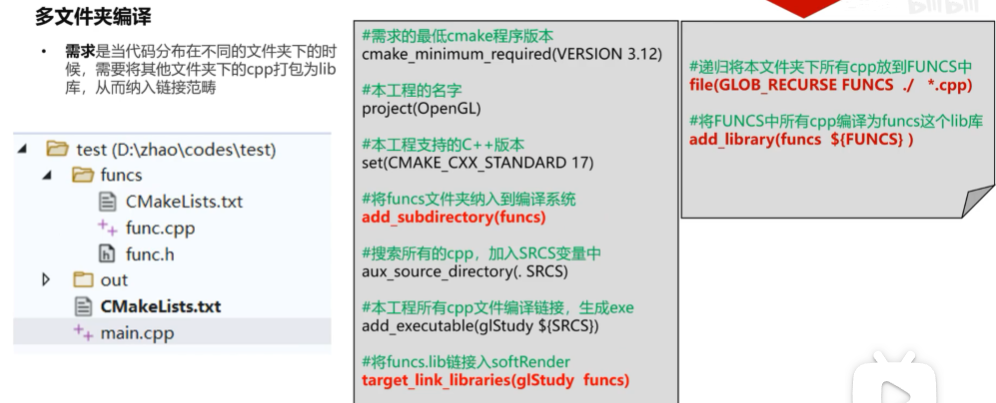 多文件夹编译
• 需求是当代码分布在不同的文件夹下的时
候，需要将其他文件夹下的cpp打包为lib
库，从而纳入链接范畴
test (D:\zhao\codes\test)
funcs
CMakeLists.txt
func.cpp
func.h
out
CMakeLists.txt
main.cpp
#需求的最低cmake程序版本
cmake_minimum_required(VERSION 3.12)
#本工程的名字
project(OpenGL)
#本工程支持的C++版本
set(CMAKE_CXX_STANDARD 17)
#将funcs文件夹纳入到编译系统
add_subdirectory(funcs)
#搜索所有的cpp，加入SRCS变量中
aux_source_directory(. SRCS)
#本工程所有cpp文件编译链接，生成exe
add_executable(glStudy ${SRCS})
#将funcs.lib链接入softRender
target_link_libraries(glStudy funcs)
#递归将本文件夹下所有cpp放到FUNCS中
file(GLOB_RECURSE FUNCS ./ *.cpp)
#将FUNCS中所有cpp编译为funcs这个lib库
add_library(funcs ${FUNCS} )